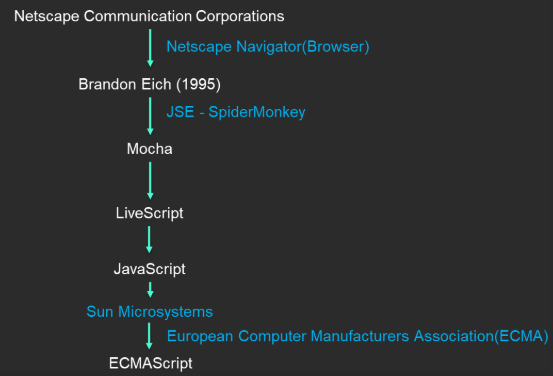 Netscape Communication Corporations
Netscape Navigator(Browser)
Brandon Eich (1995)
JSE - SpiderMonkey
Mocha
LiveScript
JavaScript
Sun Microsystems
European Computer Manufacturers Association(ECMA)
ECMAScript